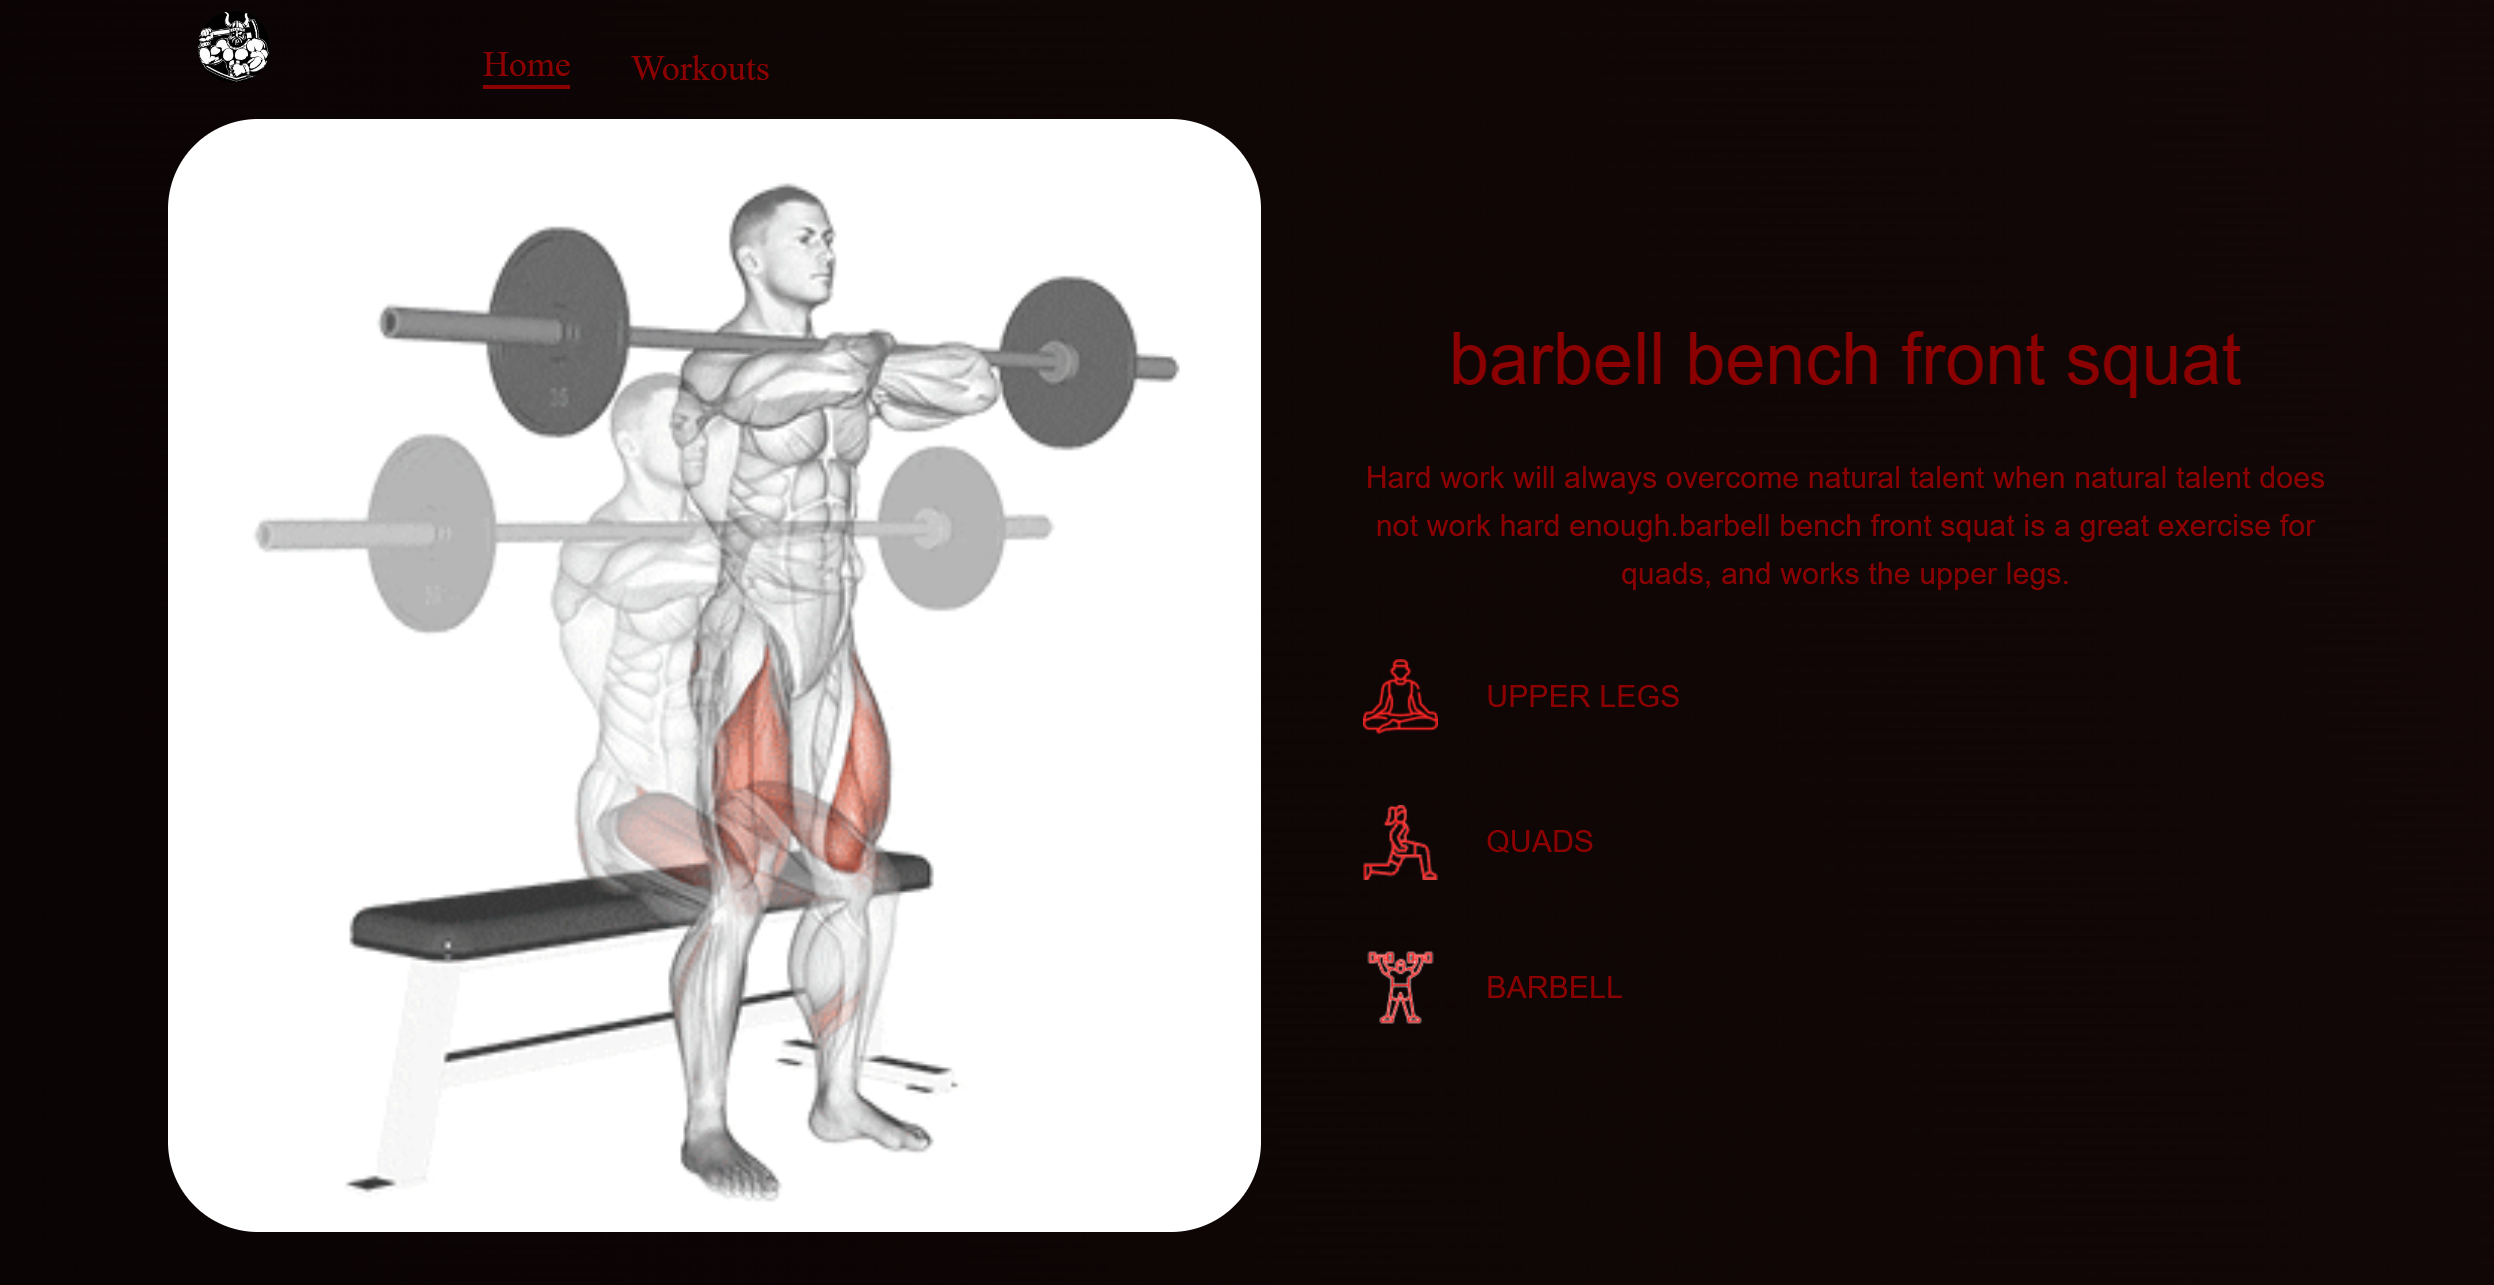 Home Workouts
barbell bench front squat
Hard work will always overcome natural talent when natural talent does
not work hard enough.barbell bench front squat is a great exercise for
quads, and works the upper legs.
UPPER LEGS
QUADS
BARBELL